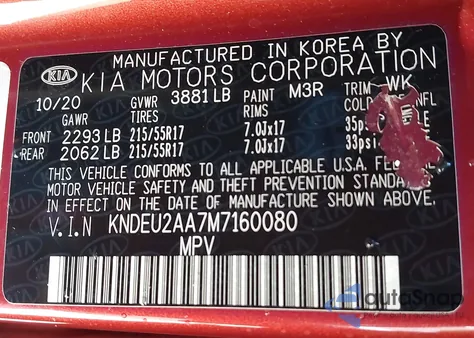 MANUFACTURED IN KOREA BY
KIA KIA MOTORS CORPORATION
10/20 GVWR 3881 LB PAINT M3R TRIM WK
GAWR TIRES RIMS COLD NFL
FRONT 2293 LB 215/55R17 7.0Jx17 35psi
REAR 2062 LB 215/55R17 7.0Jx17 33psi
THIS VEHICLE CONFORMS TO ALL APPLICABLE U.S.A. FE
MOTOR VEHICLE SAFETY AND THEFT PREVENTION STANDA
IN EFFECT ON THE DATE OF MANUFACTURE SHOWN ABOVE.
V.I.N KNDEU2AA7M7160080
MPV
autoSnap